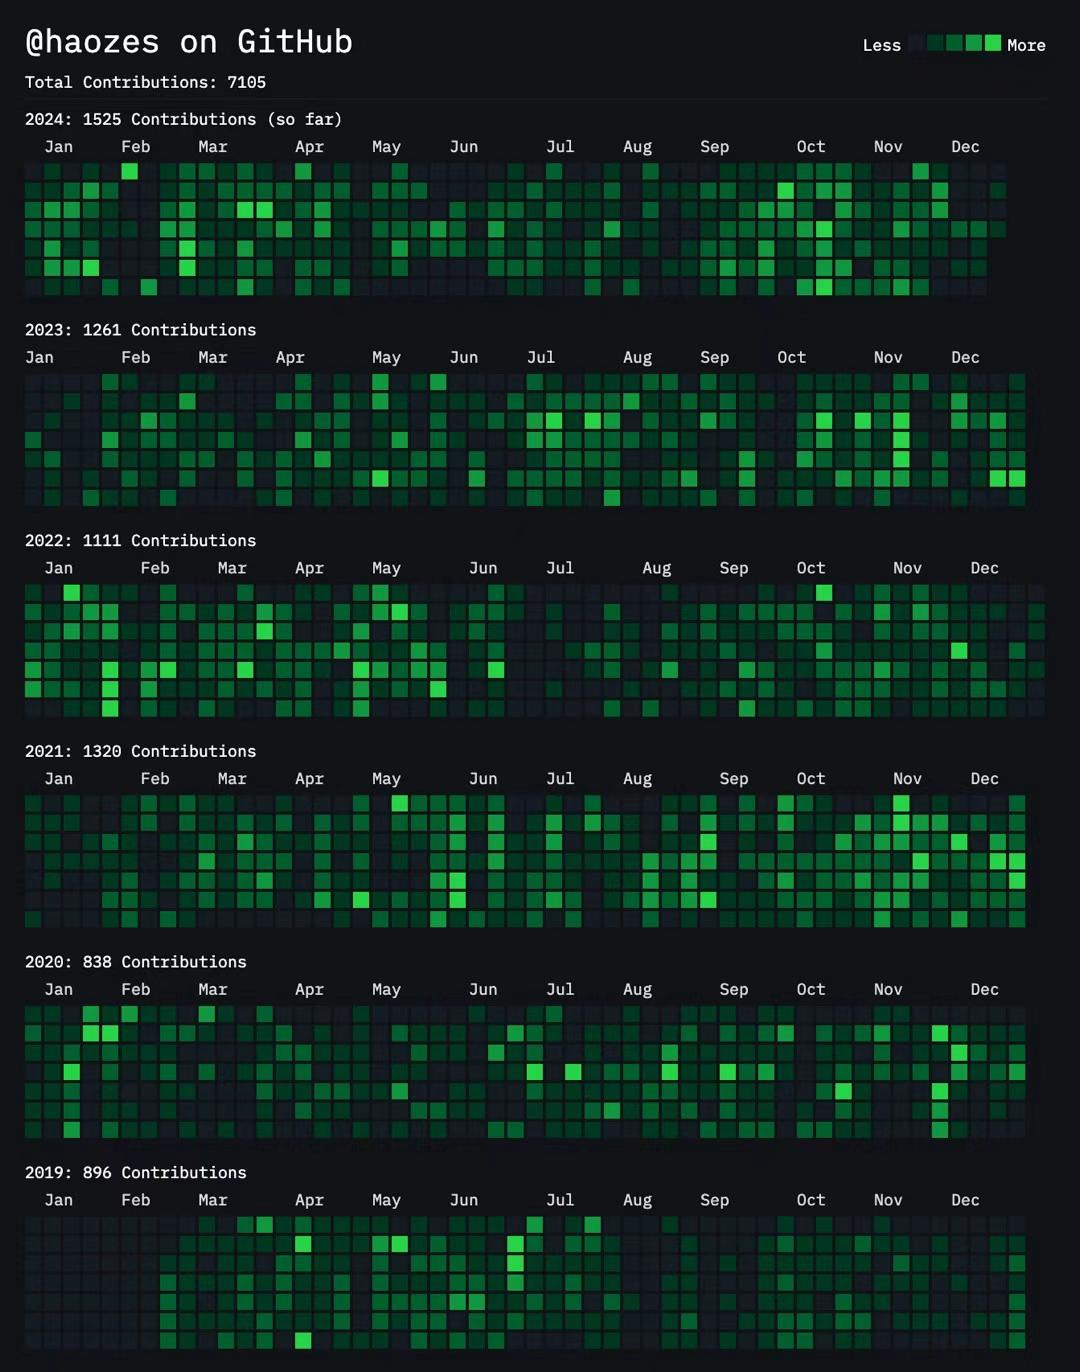 @haozes on GitHub
Less More
Total Contributions: 7105
2024: 1525 Contributions (so far)
Jan Feb Mar Apr May Jun Jul Aug Sep Oct Nov Dec
2023: 1261 Contributions
Jan Feb Mar Apr May Jun Jul Aug Sep Oct Nov Dec
2022: 1111 Contributions
Jan Feb Mar Apr May Jun Jul Aug Sep Oct Nov Dec
2021: 1320 Contributions
Jan Feb Mar Apr May Jun Jul Aug Sep Oct Nov Dec
2020: 838 Contributions
Jan Feb Mar Apr May Jun Jul Aug Sep Oct Nov Dec
2019: 896 Contributions
Jan Feb Mar Apr May Jun Jul Aug Sep Oct Nov Dec